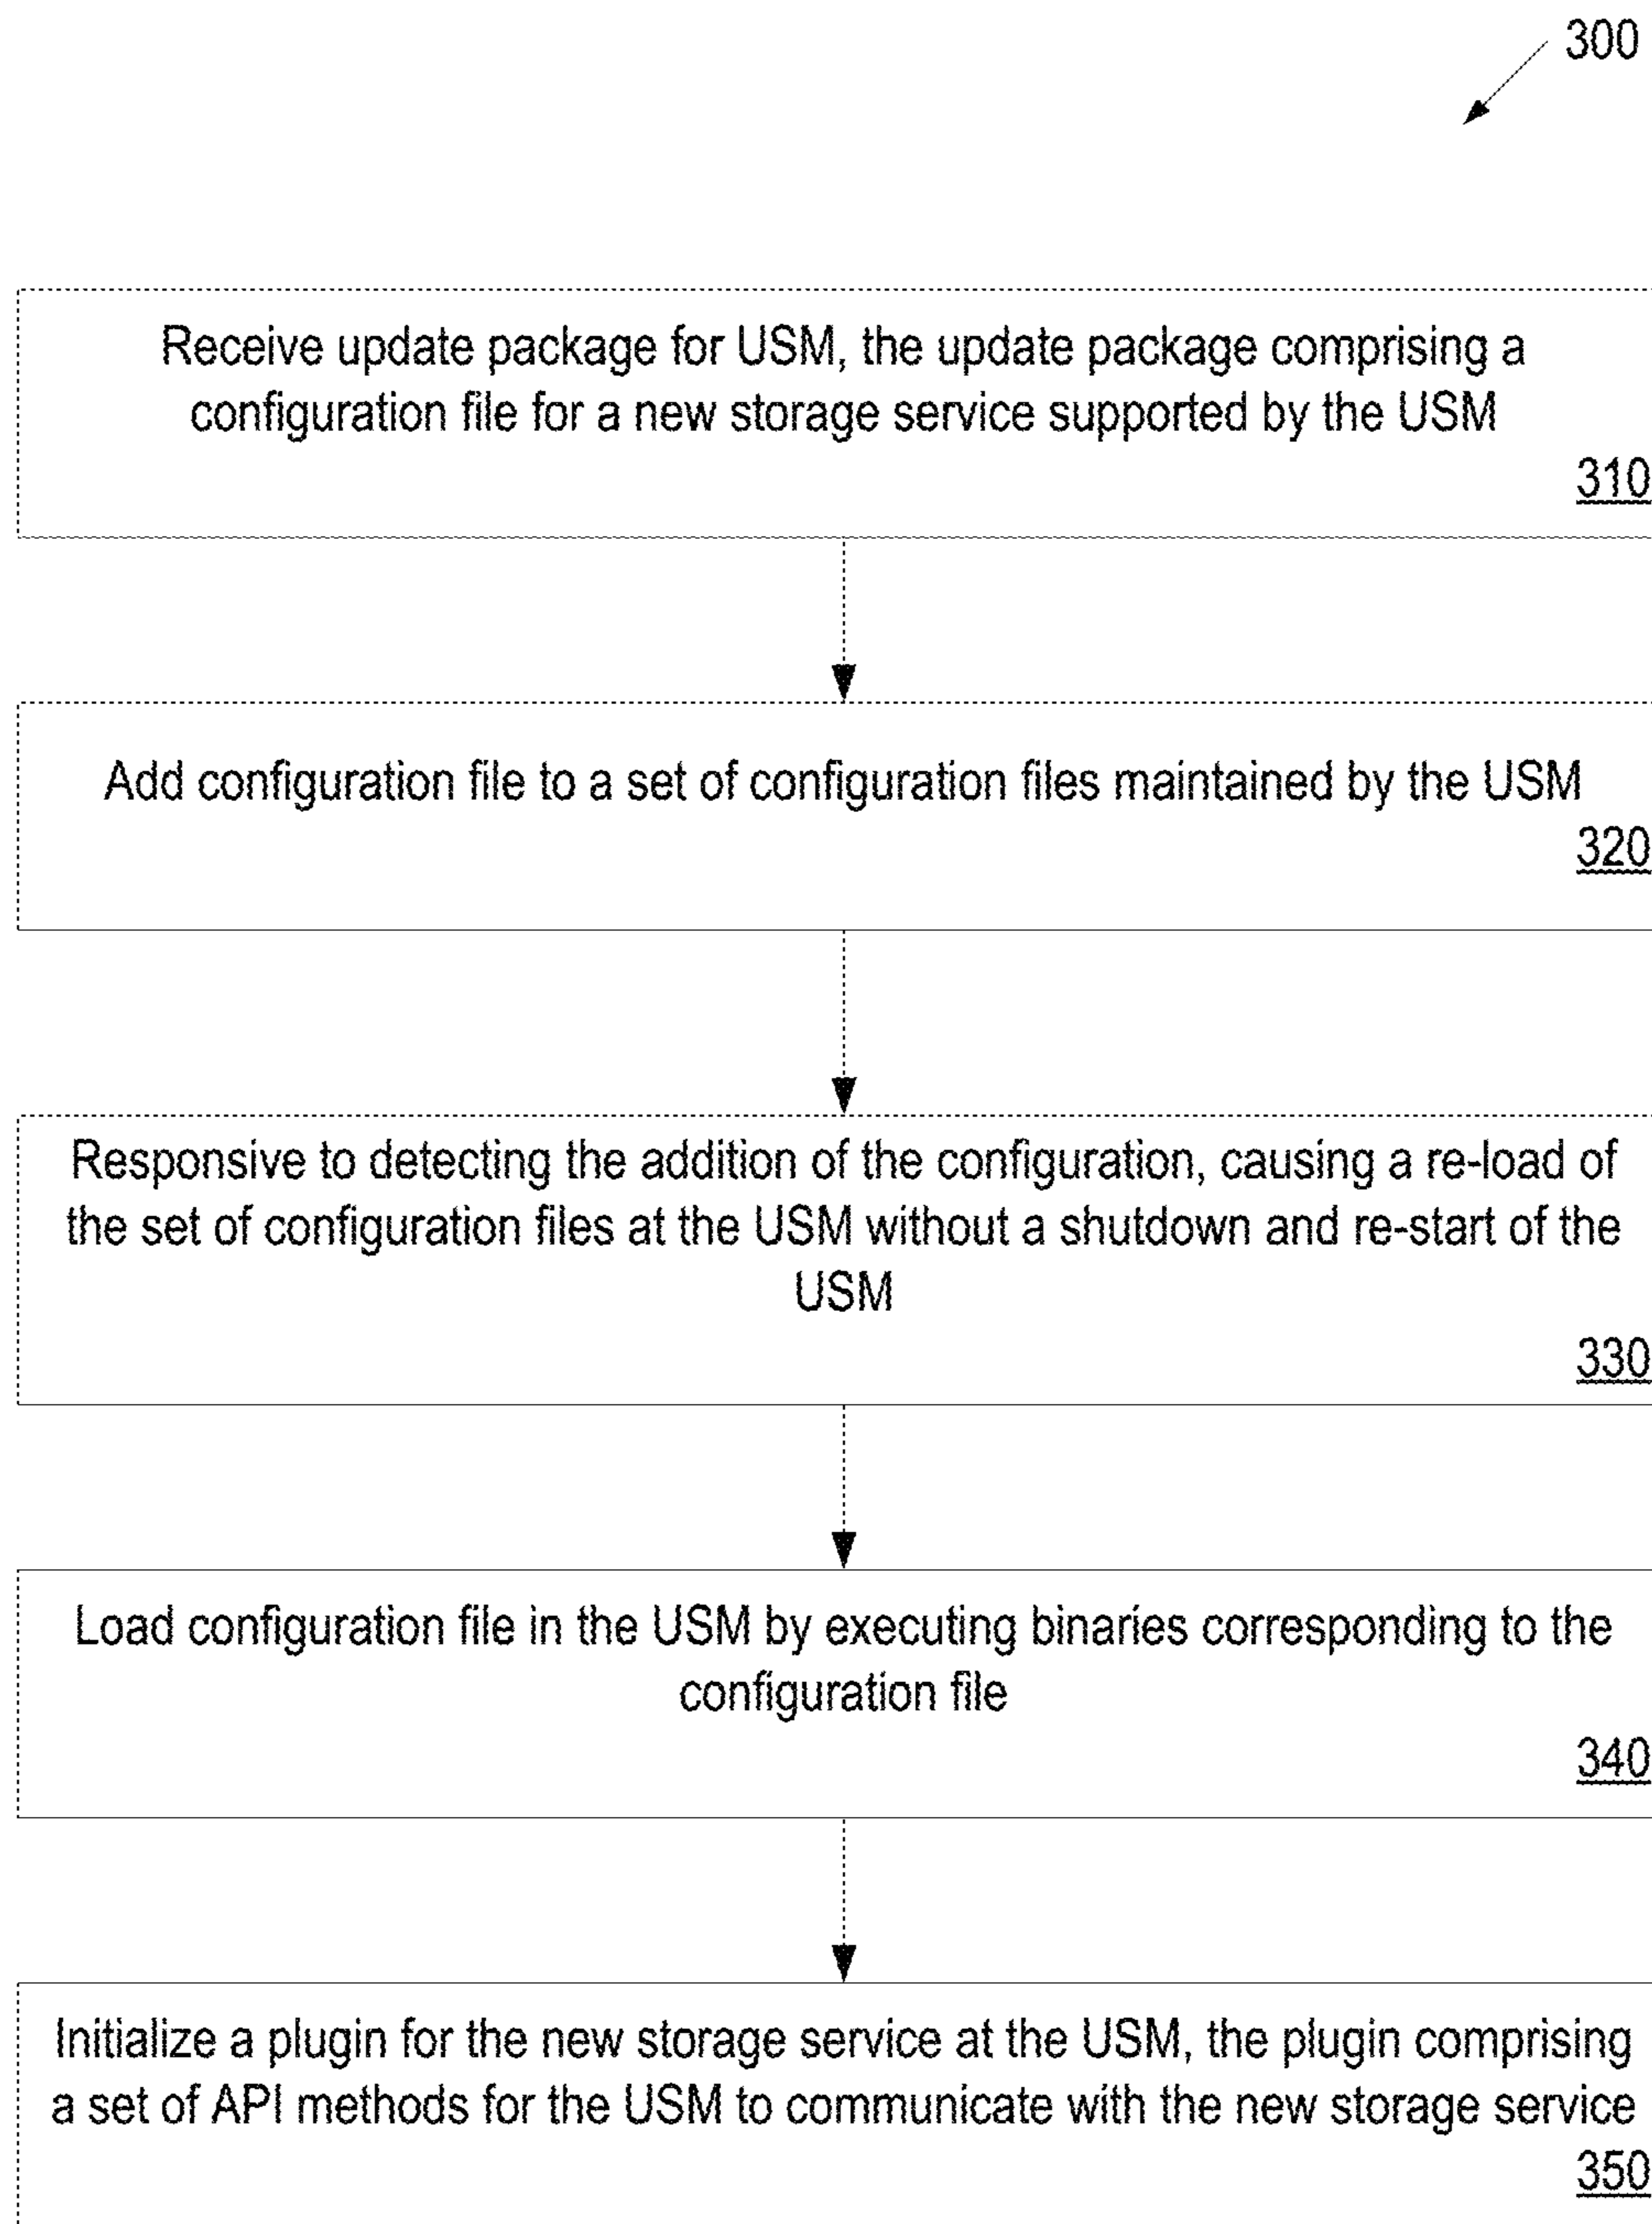 300
Receive update package for USM, the update package comprising a
configuration file for a new storage service supported by the USM
310
Add configuration file to a set of configuration files maintained by the USM
320
Responsive to detecting the addition of the configuration, causing a re-load of
the set of configuration files at the USM without a shutdown and re-start of the
USM
330
Load configuration file in the USM by executing binaries corresponding to the
configuration file
340
Initialize a plugin for the new storage service at the USM, the plugin comprising
a set of API methods for the USM to communicate with the new storage service
350